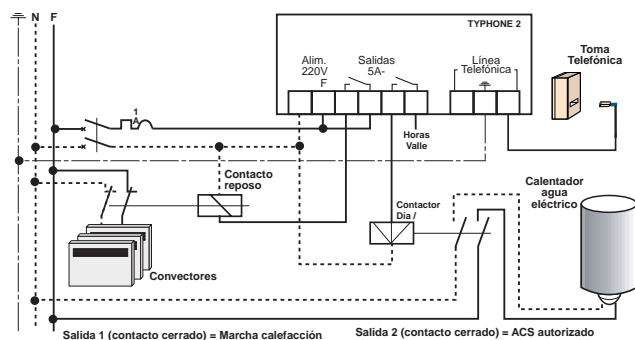 N F
TYPHONE 2
Alim.
220V
F
Salidas
5A-
Línea
Telefónica
Toma
Telefónica
1
A
Horas
Valle
Contacto
reposo
Contactor
Día /
Calentador
agua
eléctrico
Convectores
Salida 1 (contacto cerrado) = Marcha calefacción
Salida 2 (contacto cerrado) = ACS autorizado